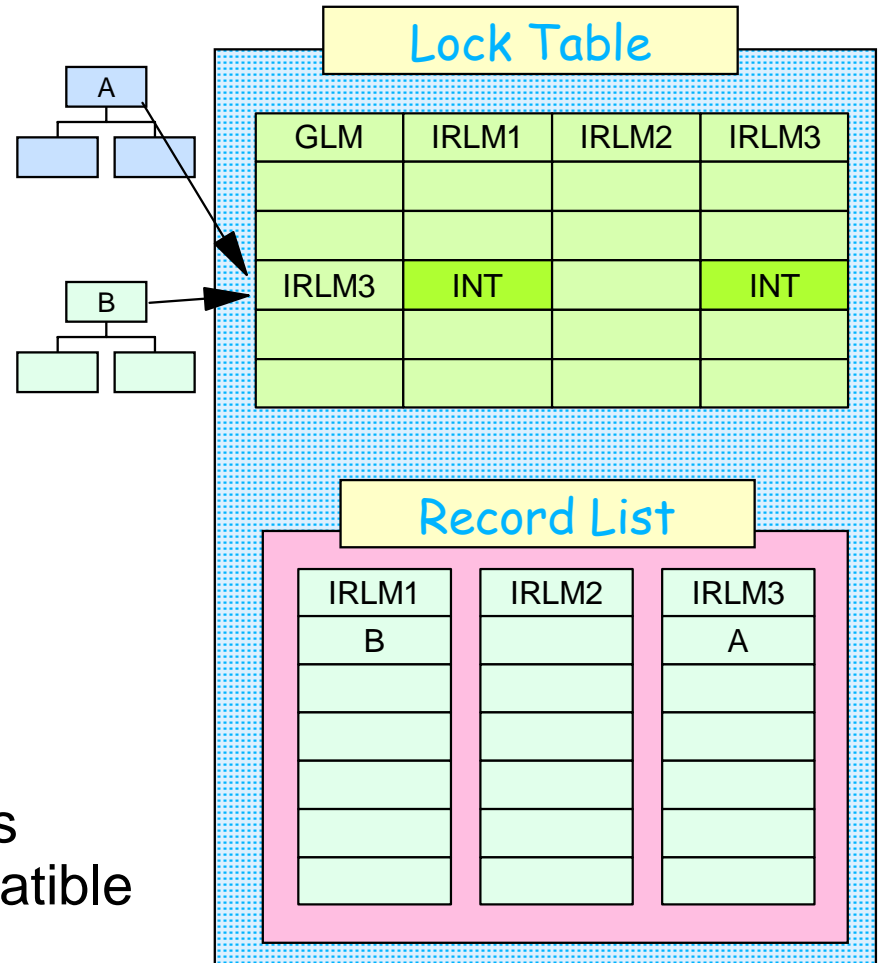 Lock Table
A
GLM IRLM1 IRLM2 IRLM3
IRLM3 INT INT
B
Record List
IRLM1 IRLM2 IRLM3
B A
s
atible